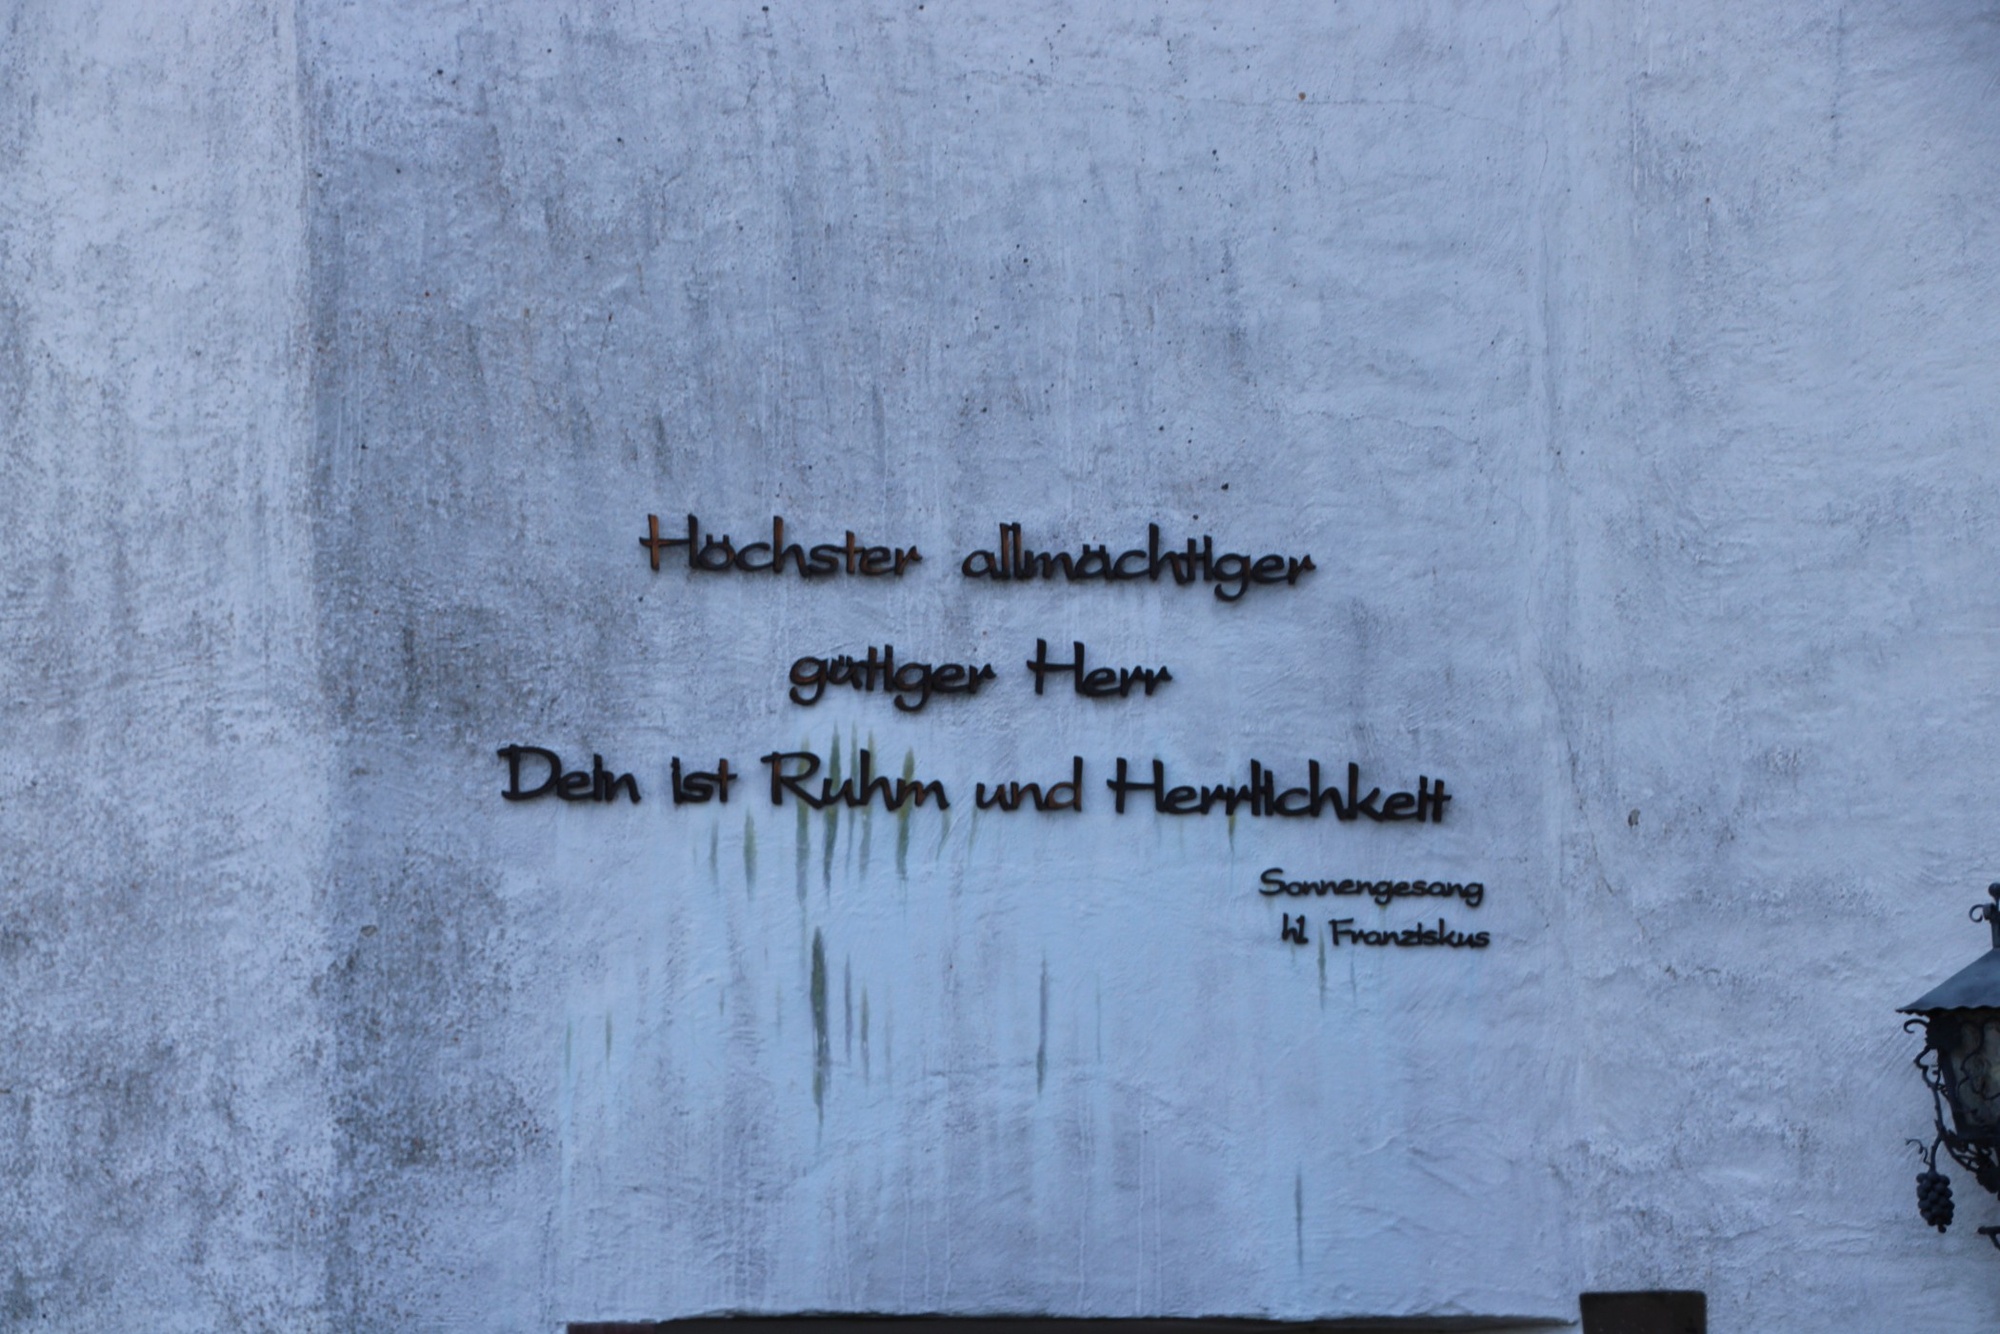 Höchster allmächtiger
gütiger Herr
Dein ist Ruhm und Herrlichkeit
Sonnengesang
hl Franziskus